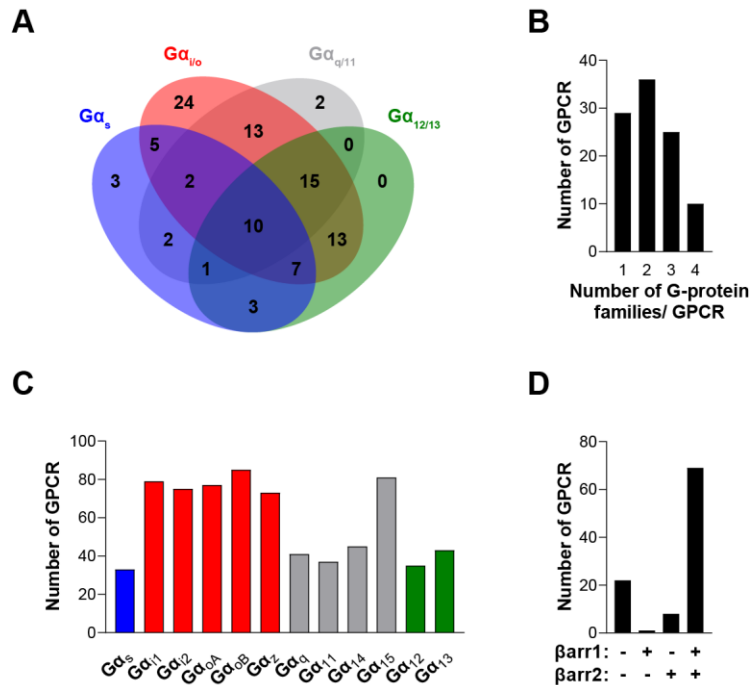 A
Gαs
Gαi/o
Gαq/11
Gα12/13
24
2
5
13
0
3
2
15
0
10
2
13
1
7
3
B
Number of GPCR
40
30
20
10
0
1 2 3 4
Number of G-protein
families/ GPCR
C
Number of GPCR
100
80
60
40
20
0
Gαs Gαi1 Gαi2 GαoA GαoB Gαz Gαq Gα11 Gα14 Gα15 Gα12 Gα13
D
Number of GPCR
80
60
40
20
0
βarr1: - + - +
βarr2: - - + +